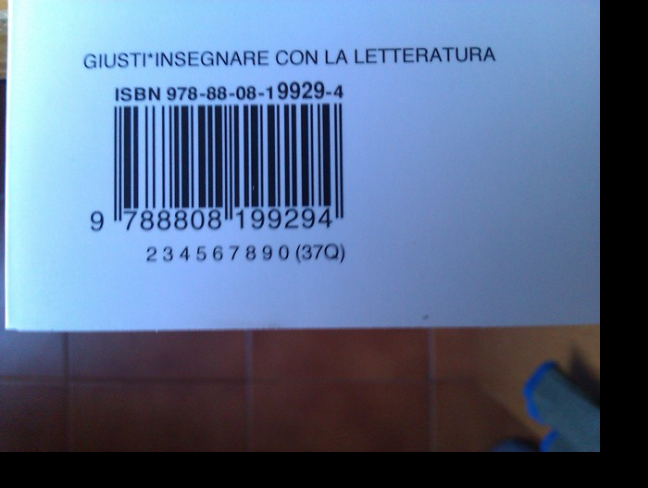 GIUSTI*INSEGNARE CON LA LETTERATURA
ISBN 978-88-08-19929-4
9 788808 199294
2 3 4 5 6 7 8 9 0 (37Q)